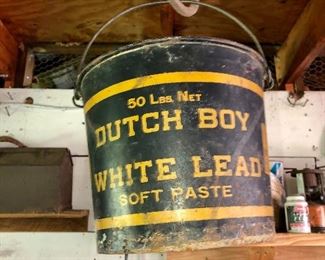 50 LBS. NET
DUTCH BOY
WHITE LEAD
SOFT PASTE